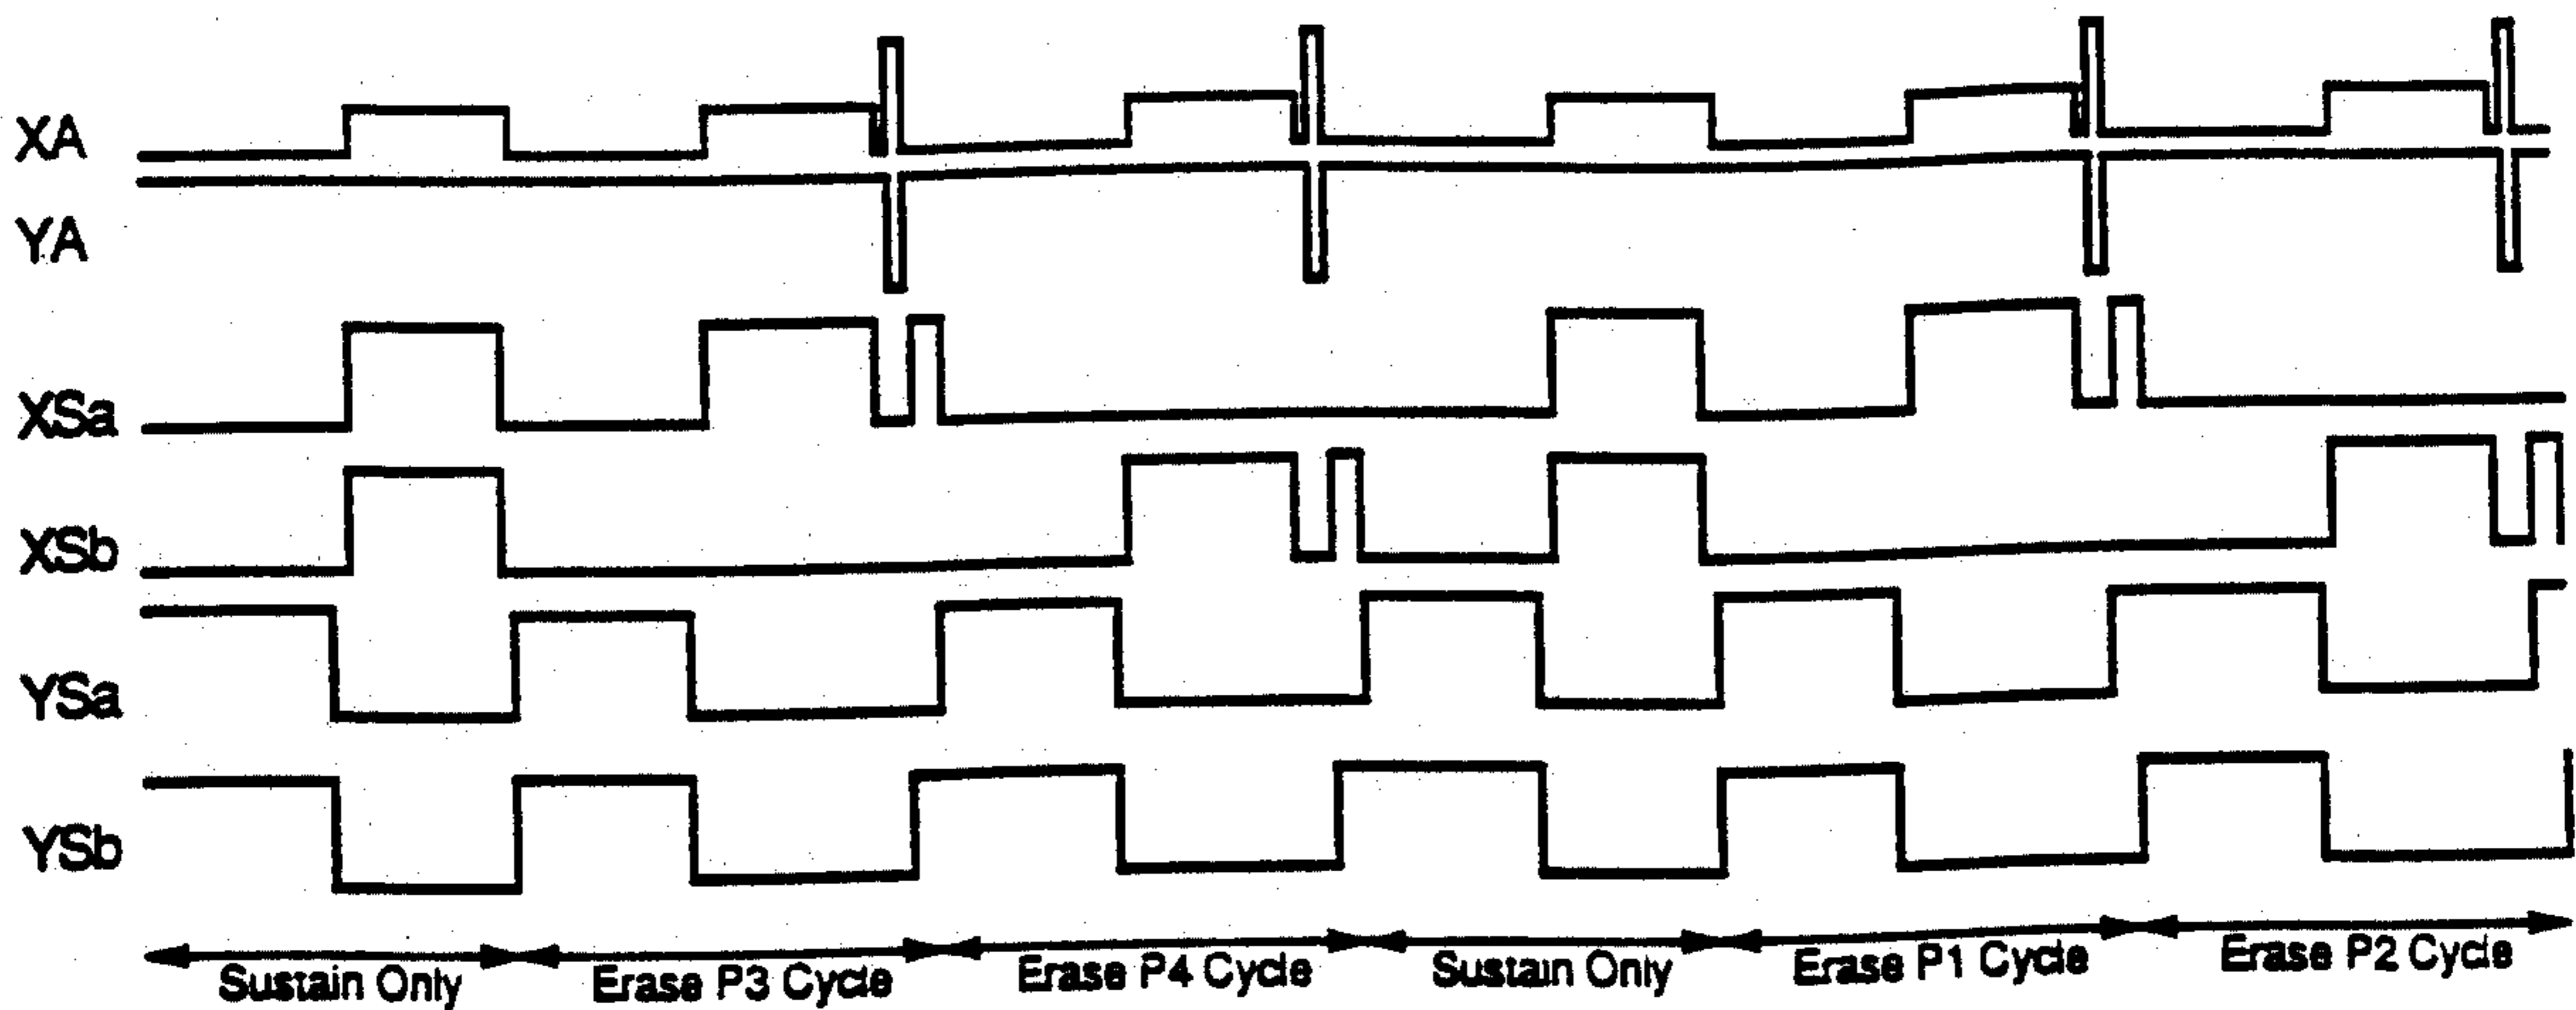 XA
YA
XSa
XSb
YSa
YSb
Sustain Only
Erase P3 Cycle
Erase P4 Cycle
Sustain Only
Erase P1 Cycle
Erase P2 Cycle